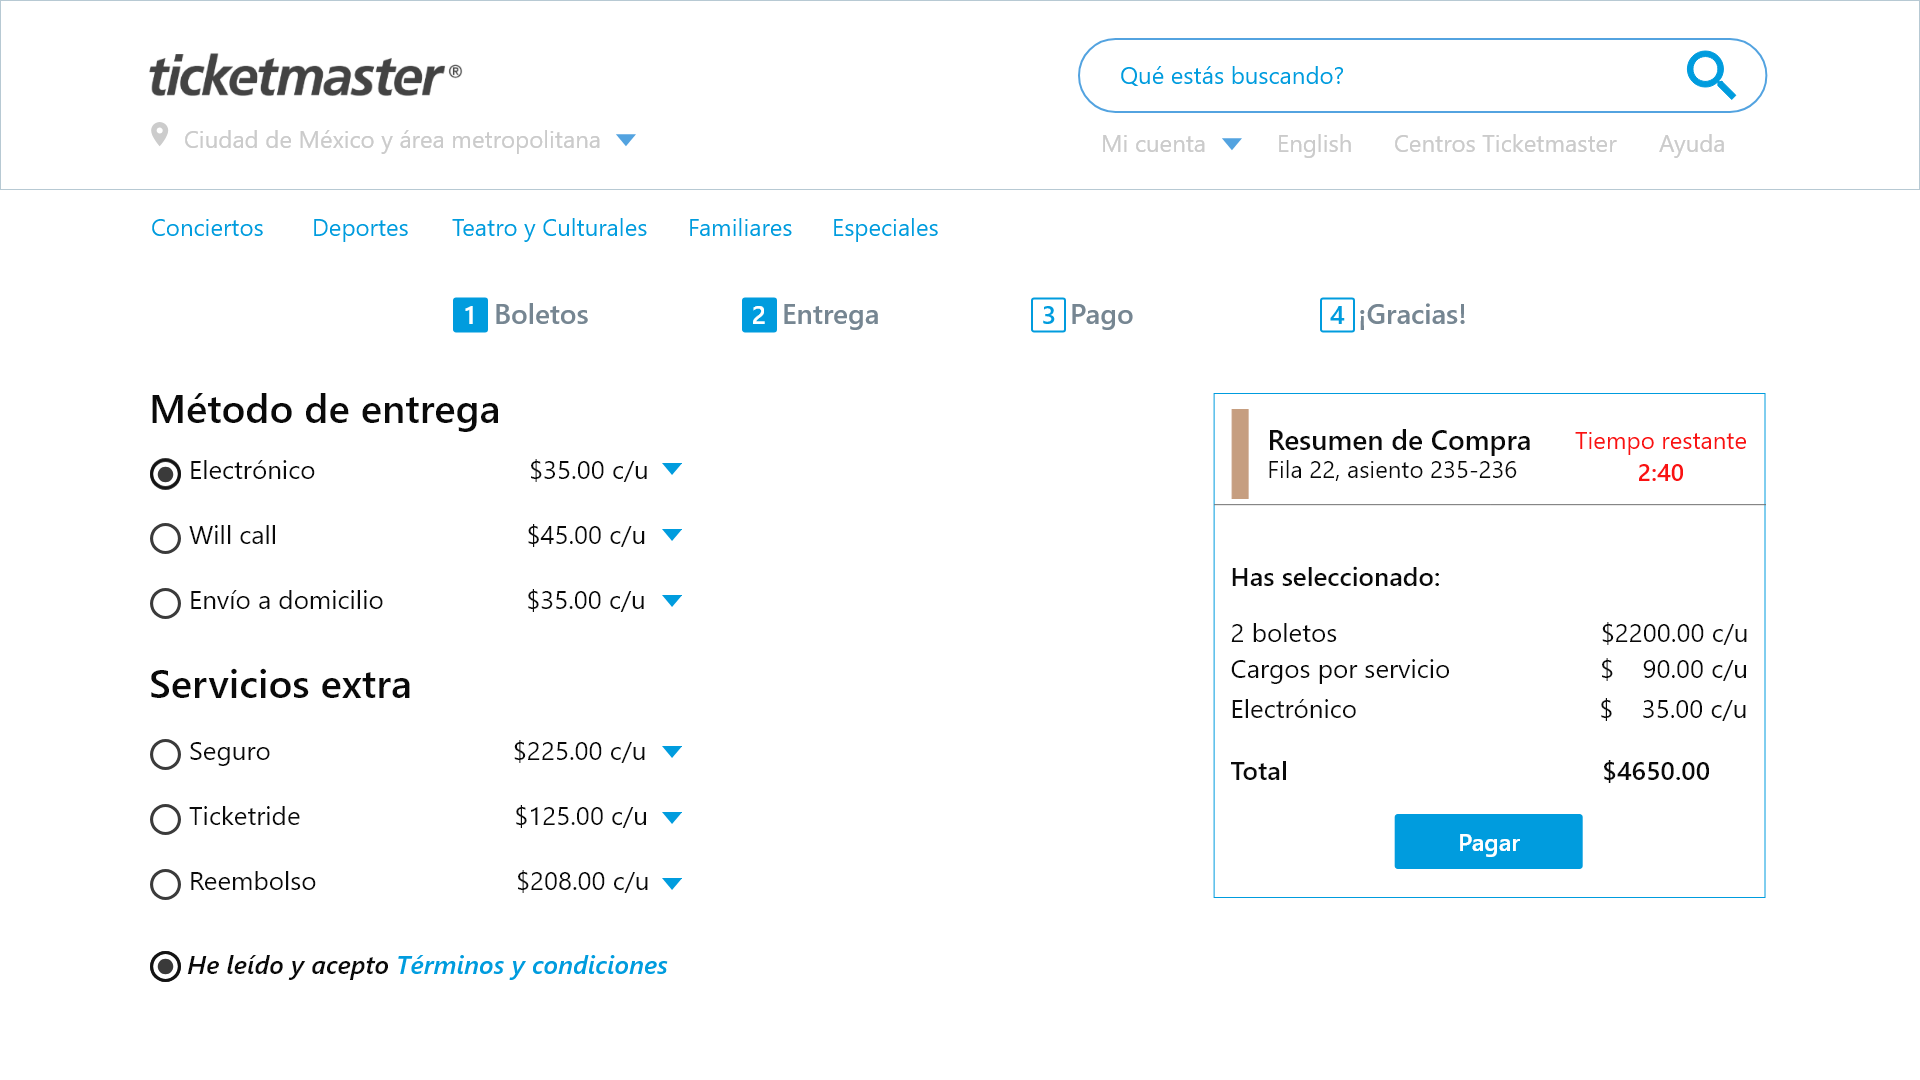 ticketmaster®
Qué estás buscando?
Ciudad de México y área metropolitana
Mi cuenta English Centros Ticketmaster Ayuda
Conciertos Deportes Teatro y Culturales Familiares Especiales
1 Boletos 2 Entrega 3 Pago 4 ¡Gracias!
Método de entrega
Electrónico $35.00 c/u
Will call $45.00 c/u
Envío a domicilio $35.00 c/u
Servicios extra
Seguro $225.00 c/u
Ticketride $125.00 c/u
Reembolso $208.00 c/u
He leído y acepto Términos y condiciones
Resumen de Compra
Fila 22, asiento 235-236
Tiempo restante
2:40
Has seleccionado:
2 boletos $2200.00 c/u
Cargos por servicio $ 90.00 c/u
Electrónico $ 35.00 c/u
Total $4650.00
Pagar